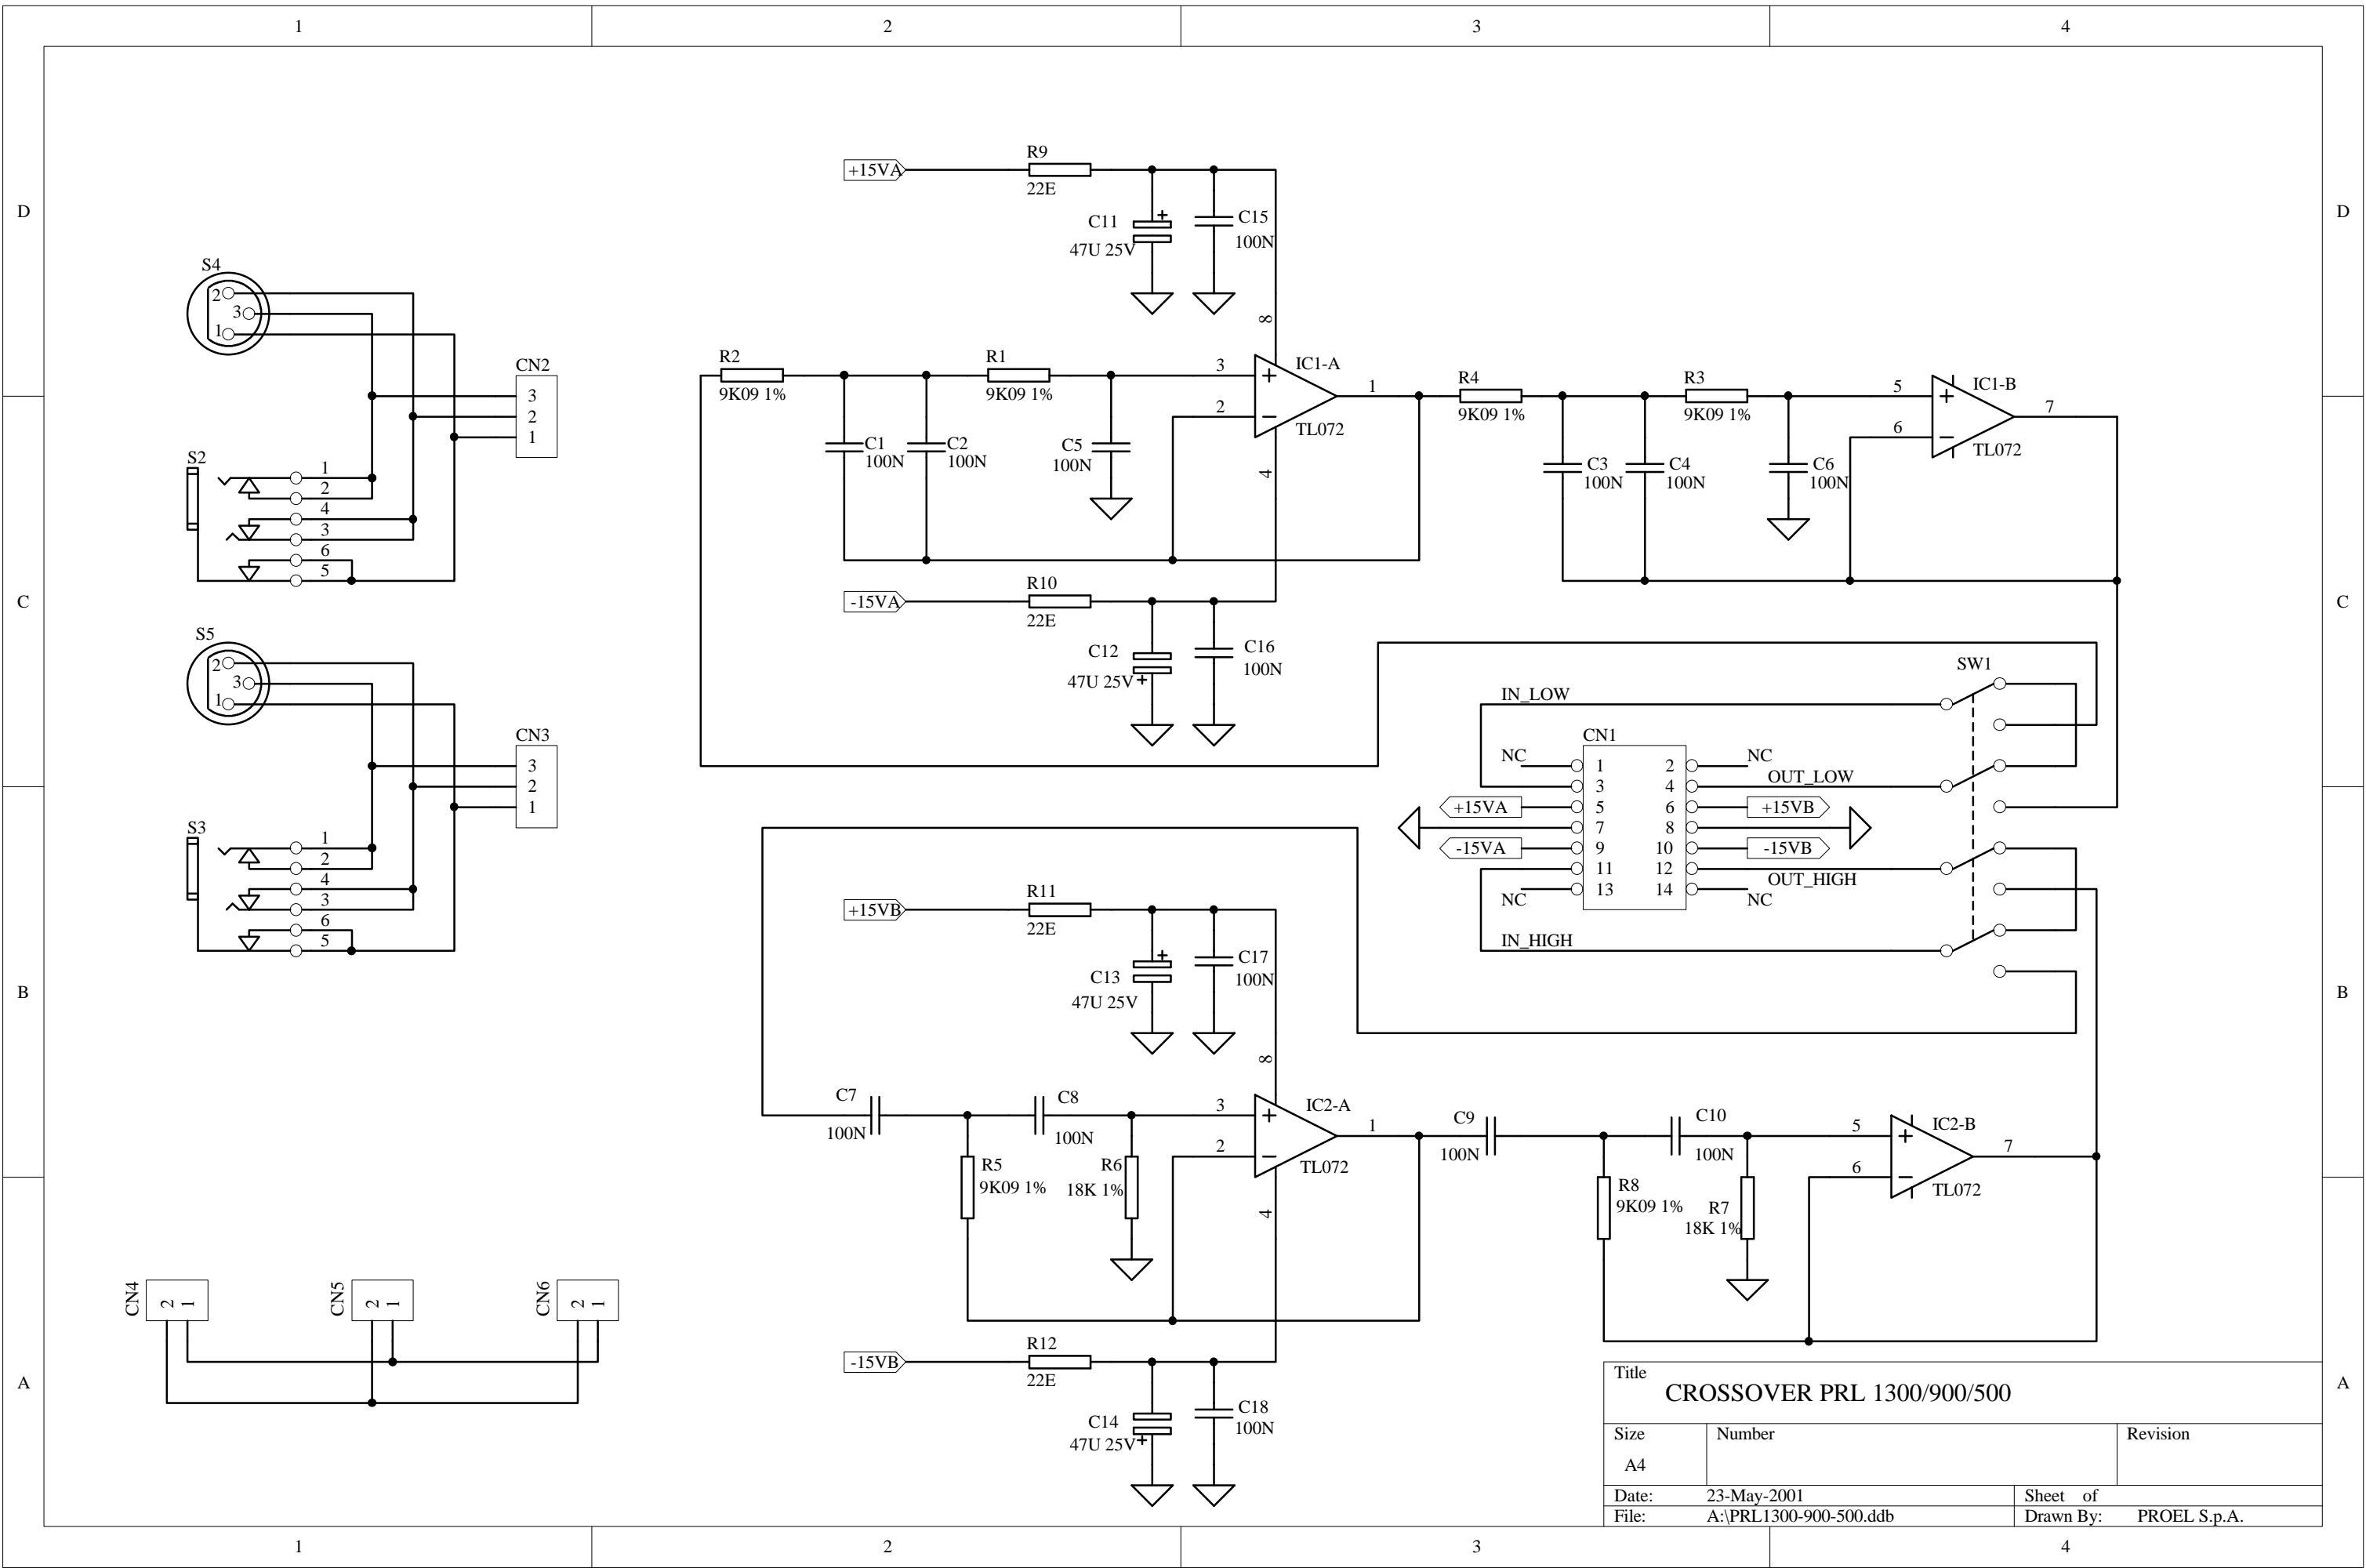 1 2 3 4
D D
C C
B B
A A
S4
2
3
1
CN2
3
2
1
S2
1
2
4
3
6
5
S5
2
3
1
CN3
3
2
1
S3
1
2
4
3
6
5
CN4
2 1
CN5
2 1
CN6
2 1
+15VA
R9
22E
C11
47U 25V
+
C15
100N
8
R2
9K09 1%
R1
9K09 1%
C1
100N
C2
100N
C5
100N
3
2
4
IC1-A
TL072
1
R4
9K09 1%
R3
9K09 1%
C3
100N
C4
100N
C6
100N
5
6
IC1-B
TL072
7
-15VA
R10
22E
C12
47U 25V
+
C16
100N
SW1
IN_LOW
CN1
NC 1 2 NC
3 4 OUT_LOW
+15VA 5 6 +15VB
7 8
-15VA 9 10 -15VB
11 12 OUT_HIGH
NC 13 14 NC
IN_HIGH
+15VB
R11
22E
C13
47U 25V
+
C17
100N
8
C7
100N
C8
100N
R5
9K09 1%
R6
18K 1%
3
2
4
IC2-A
TL072
1
C9
100N
C10
100N
R8
9K09 1%
R7
18K 1%
5
6
IC2-B
TL072
7
-15VB
R12
22E
C14
47U 25V
+
C18
100N
Title
CROSSOVER PRL 1300/900/500
Size Number Revision
A4
Date: 23-May-2001 Sheet of
File: A:\PRL1300-900-500.ddb Drawn By: PROEL S.p.A.
1 2 3 4